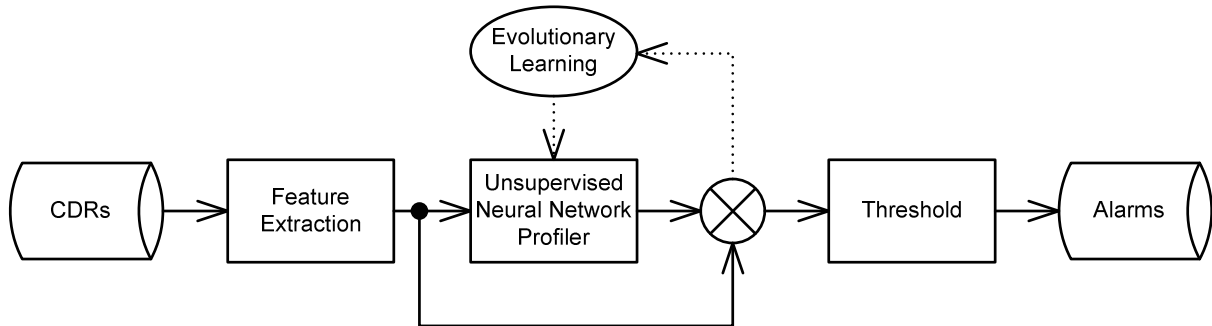 Evolutionary
Learning
CDRs
Feature
Extraction
Unsupervised
Neural Network
Profiler
Threshold
Alarms